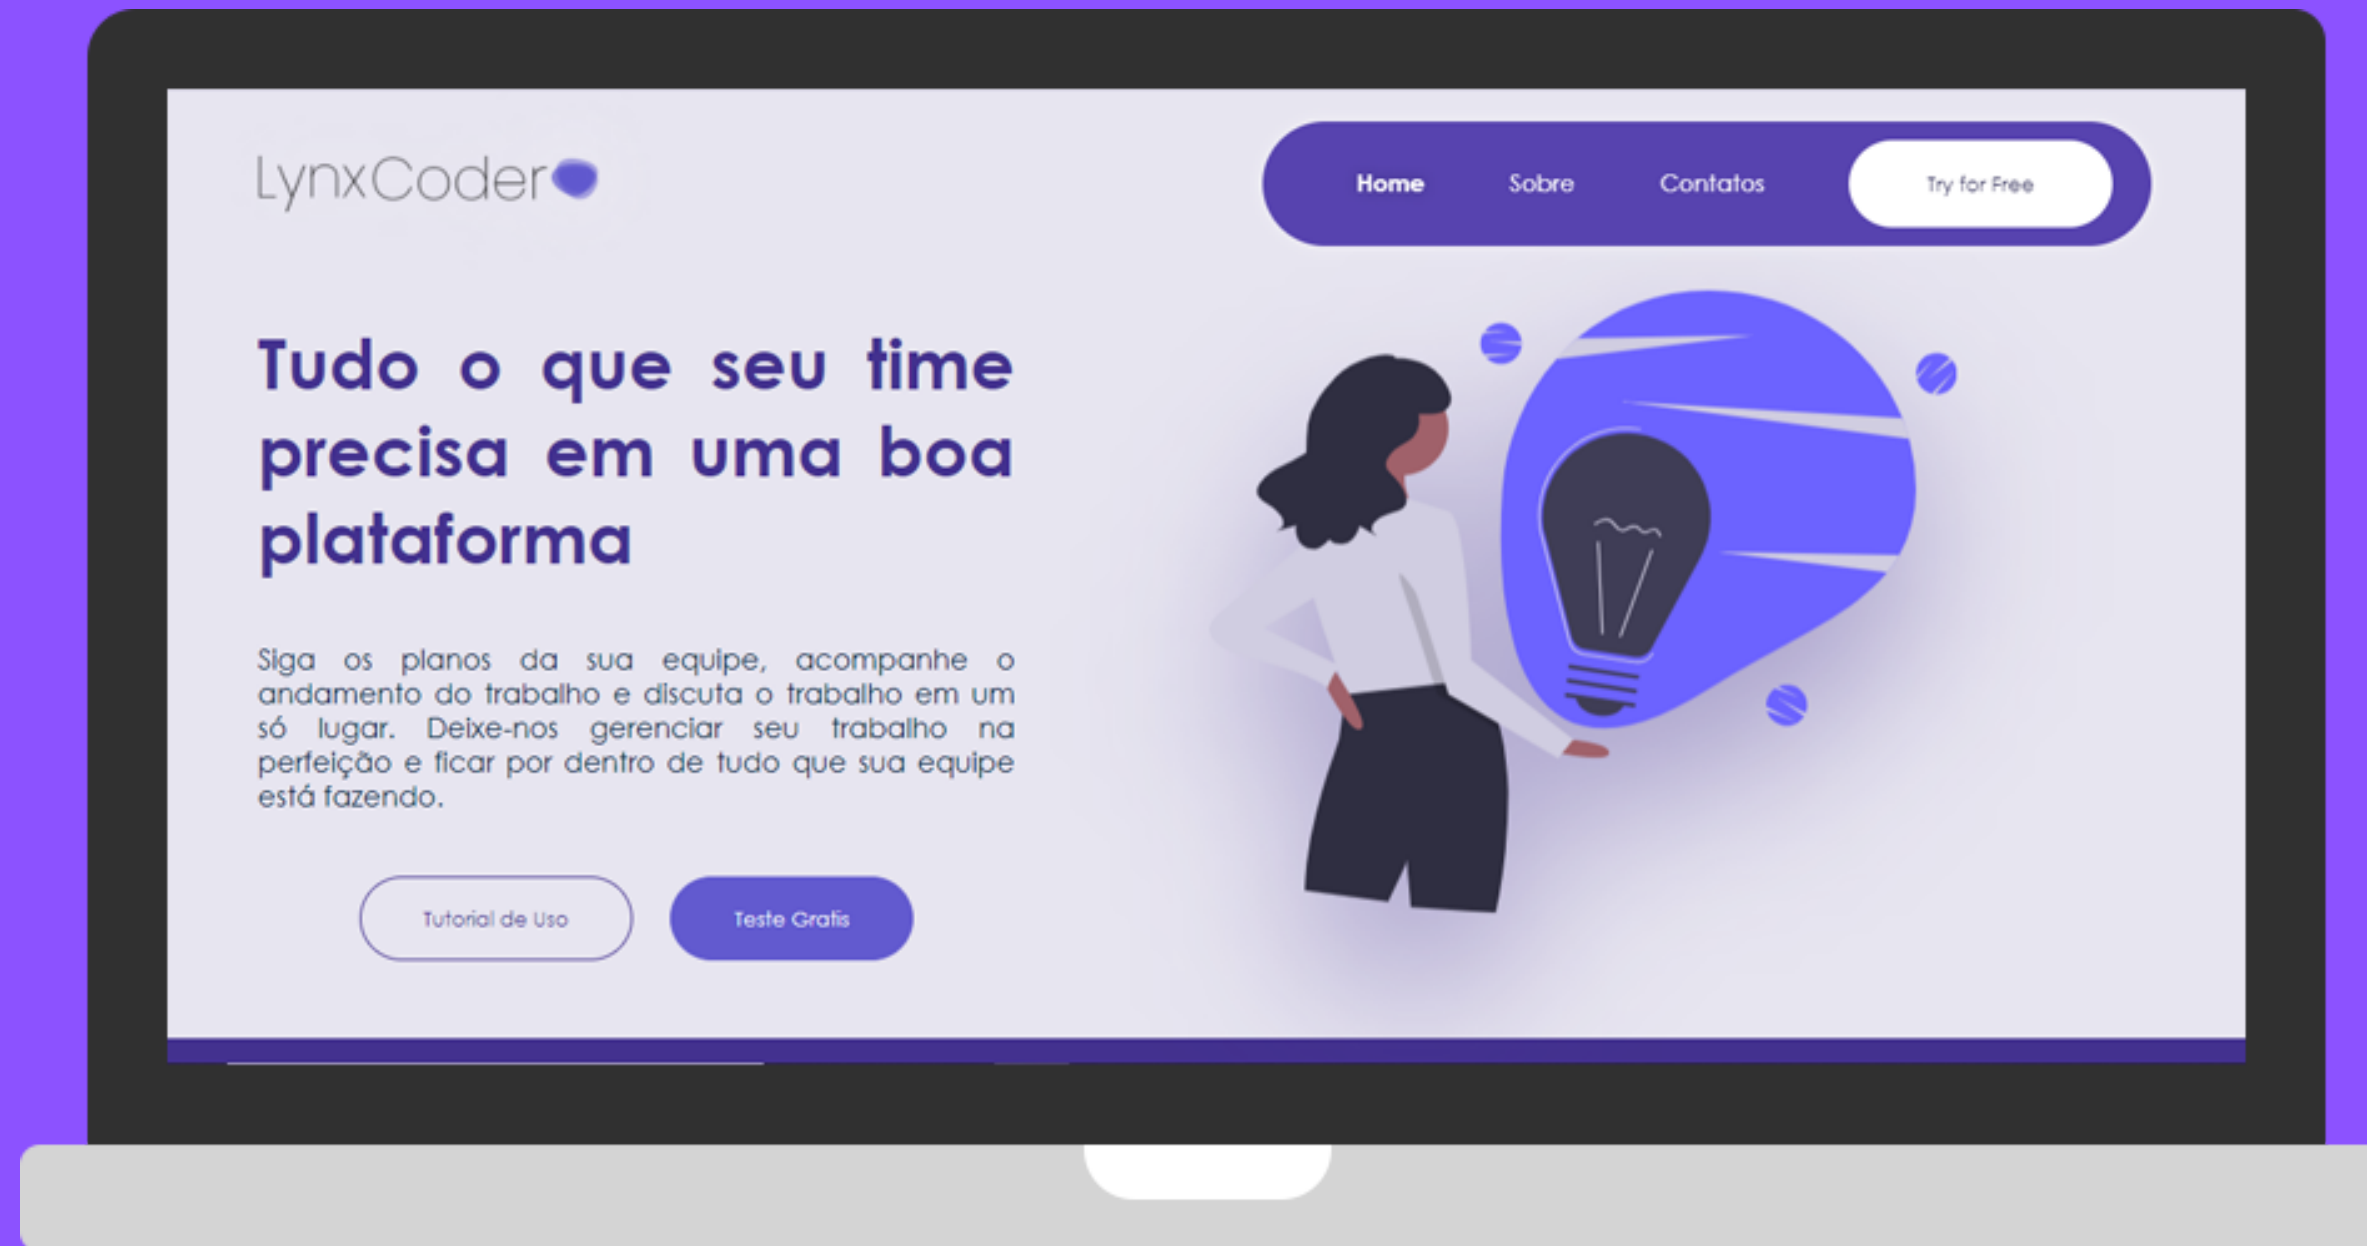 LynxCoder
Home Sobre Contatos Try for Free
Tudo o que seu time
precisa em uma boa
plataforma
Siga os planos da sua equipe, acompanhe o
andamento do trabalho e discuta o trabalho em um
só lugar. Deixe-nos gerenciar seu trabalho na
perfeição e ficar por dentro de tudo que sua equipe
está fazendo.
Tutorial de Uso Teste Gratis